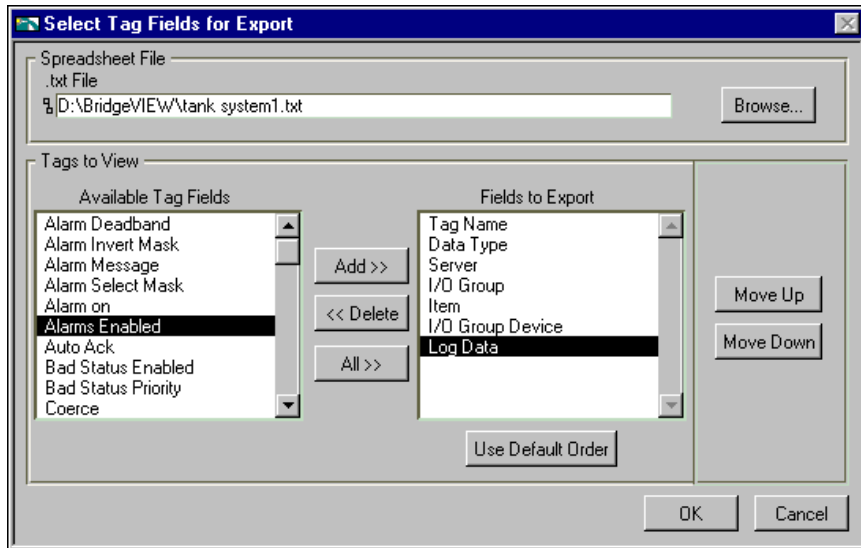 Select Tag Fields for Export
Spreadsheet File
.txt File
D:\BridgeVIEW\tank system1.txt
Browse...
Tags to View
Available Tag Fields
Alarm Deadband
Alarm Invert Mask
Alarm Message
Alarm Select Mask
Alarm on
Alarms Enabled
Auto Ack
Bad Status Enabled
Bad Status Priority
Coerce
Add >>
<< Delete
All >>
Fields to Export
Tag Name
Data Type
Server
I/O Group
Item
I/O Group Device
Log Data
Use Default Order
Move Up
Move Down
OK
Cancel